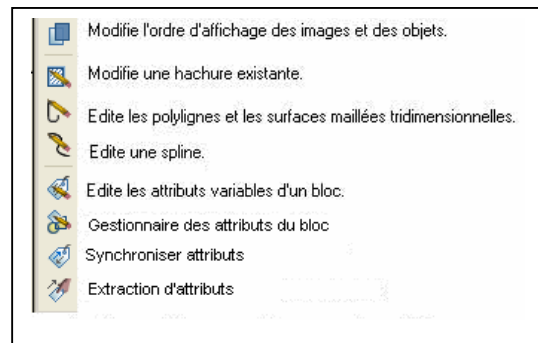 Modifie l'ordre d'affichage des images et des objets.
Modifie une hachure existante.
Edite les polylignes et les surfaces maillées tridimensionnelles.
Edite une spline.
Edite les attributs variables d'un bloc.
Gestionnaire des attributs du bloc
Synchroniser attributs
Extraction d'attributs